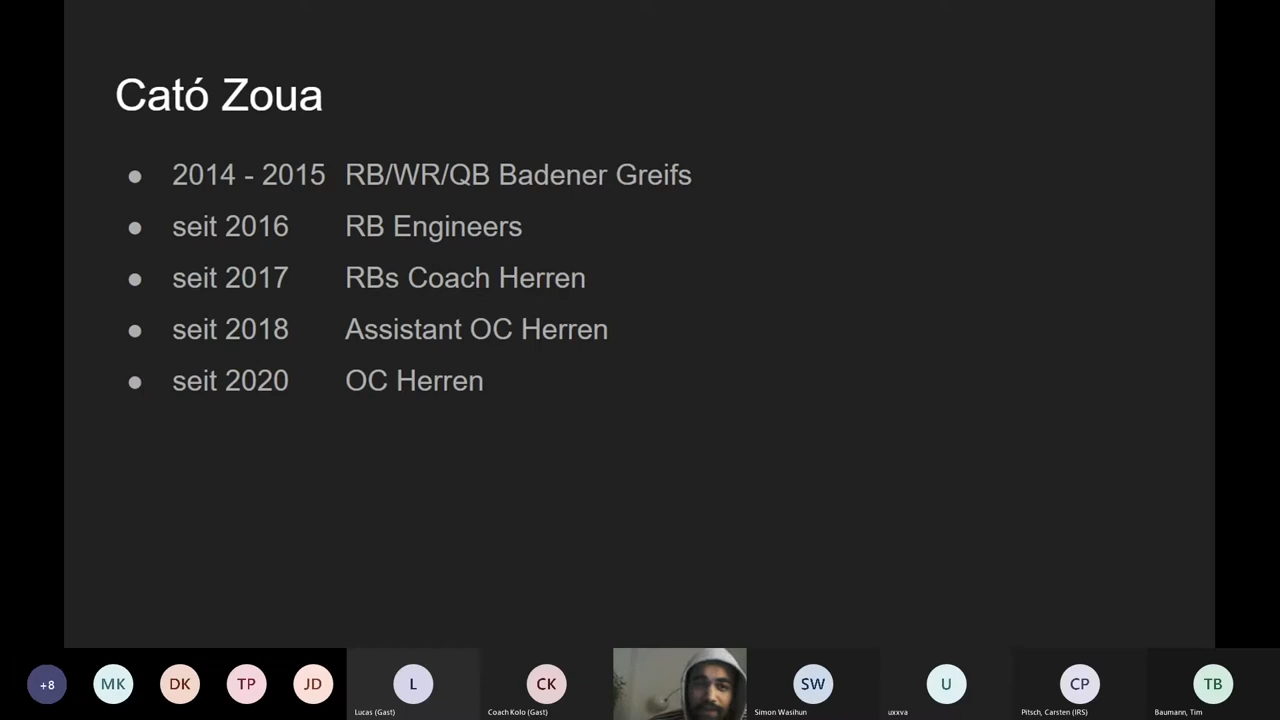 Cató Zoua
● 2014 - 2015 RB/WR/QB Badener Greifs
● seit 2016 RB Engineers
● seit 2017 RBs Coach Herren
● seit 2018 Assistant OC Herren
● seit 2020 OC Herren
+8 MK DK TP JD L CK SW U CP TB
Lucas (Gast) Coach Kolo (Gast) Simon Wasihun uxxva Pitsch, Carsten (IRS) Baumann, Tim